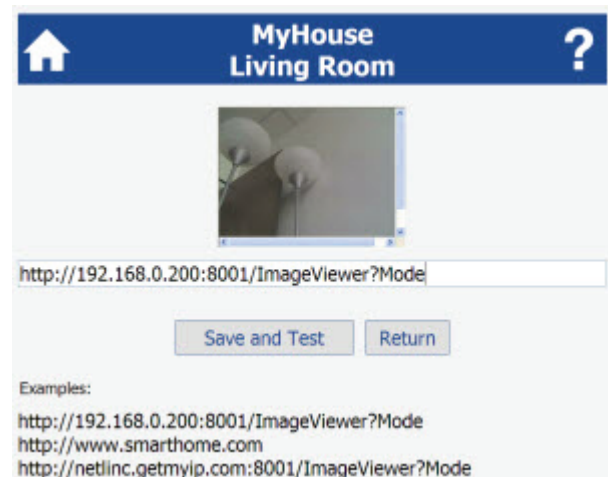 MyHouse
Living Room
?
http://192.168.0.200:8001/ImageViewer?Mode
Save and Test
Return
Examples:
http://192.168.0.200:8001/ImageViewer?Mode
http://www.smarthome.com
http://netlinc.getmyip.com:8001/ImageViewer?Mode